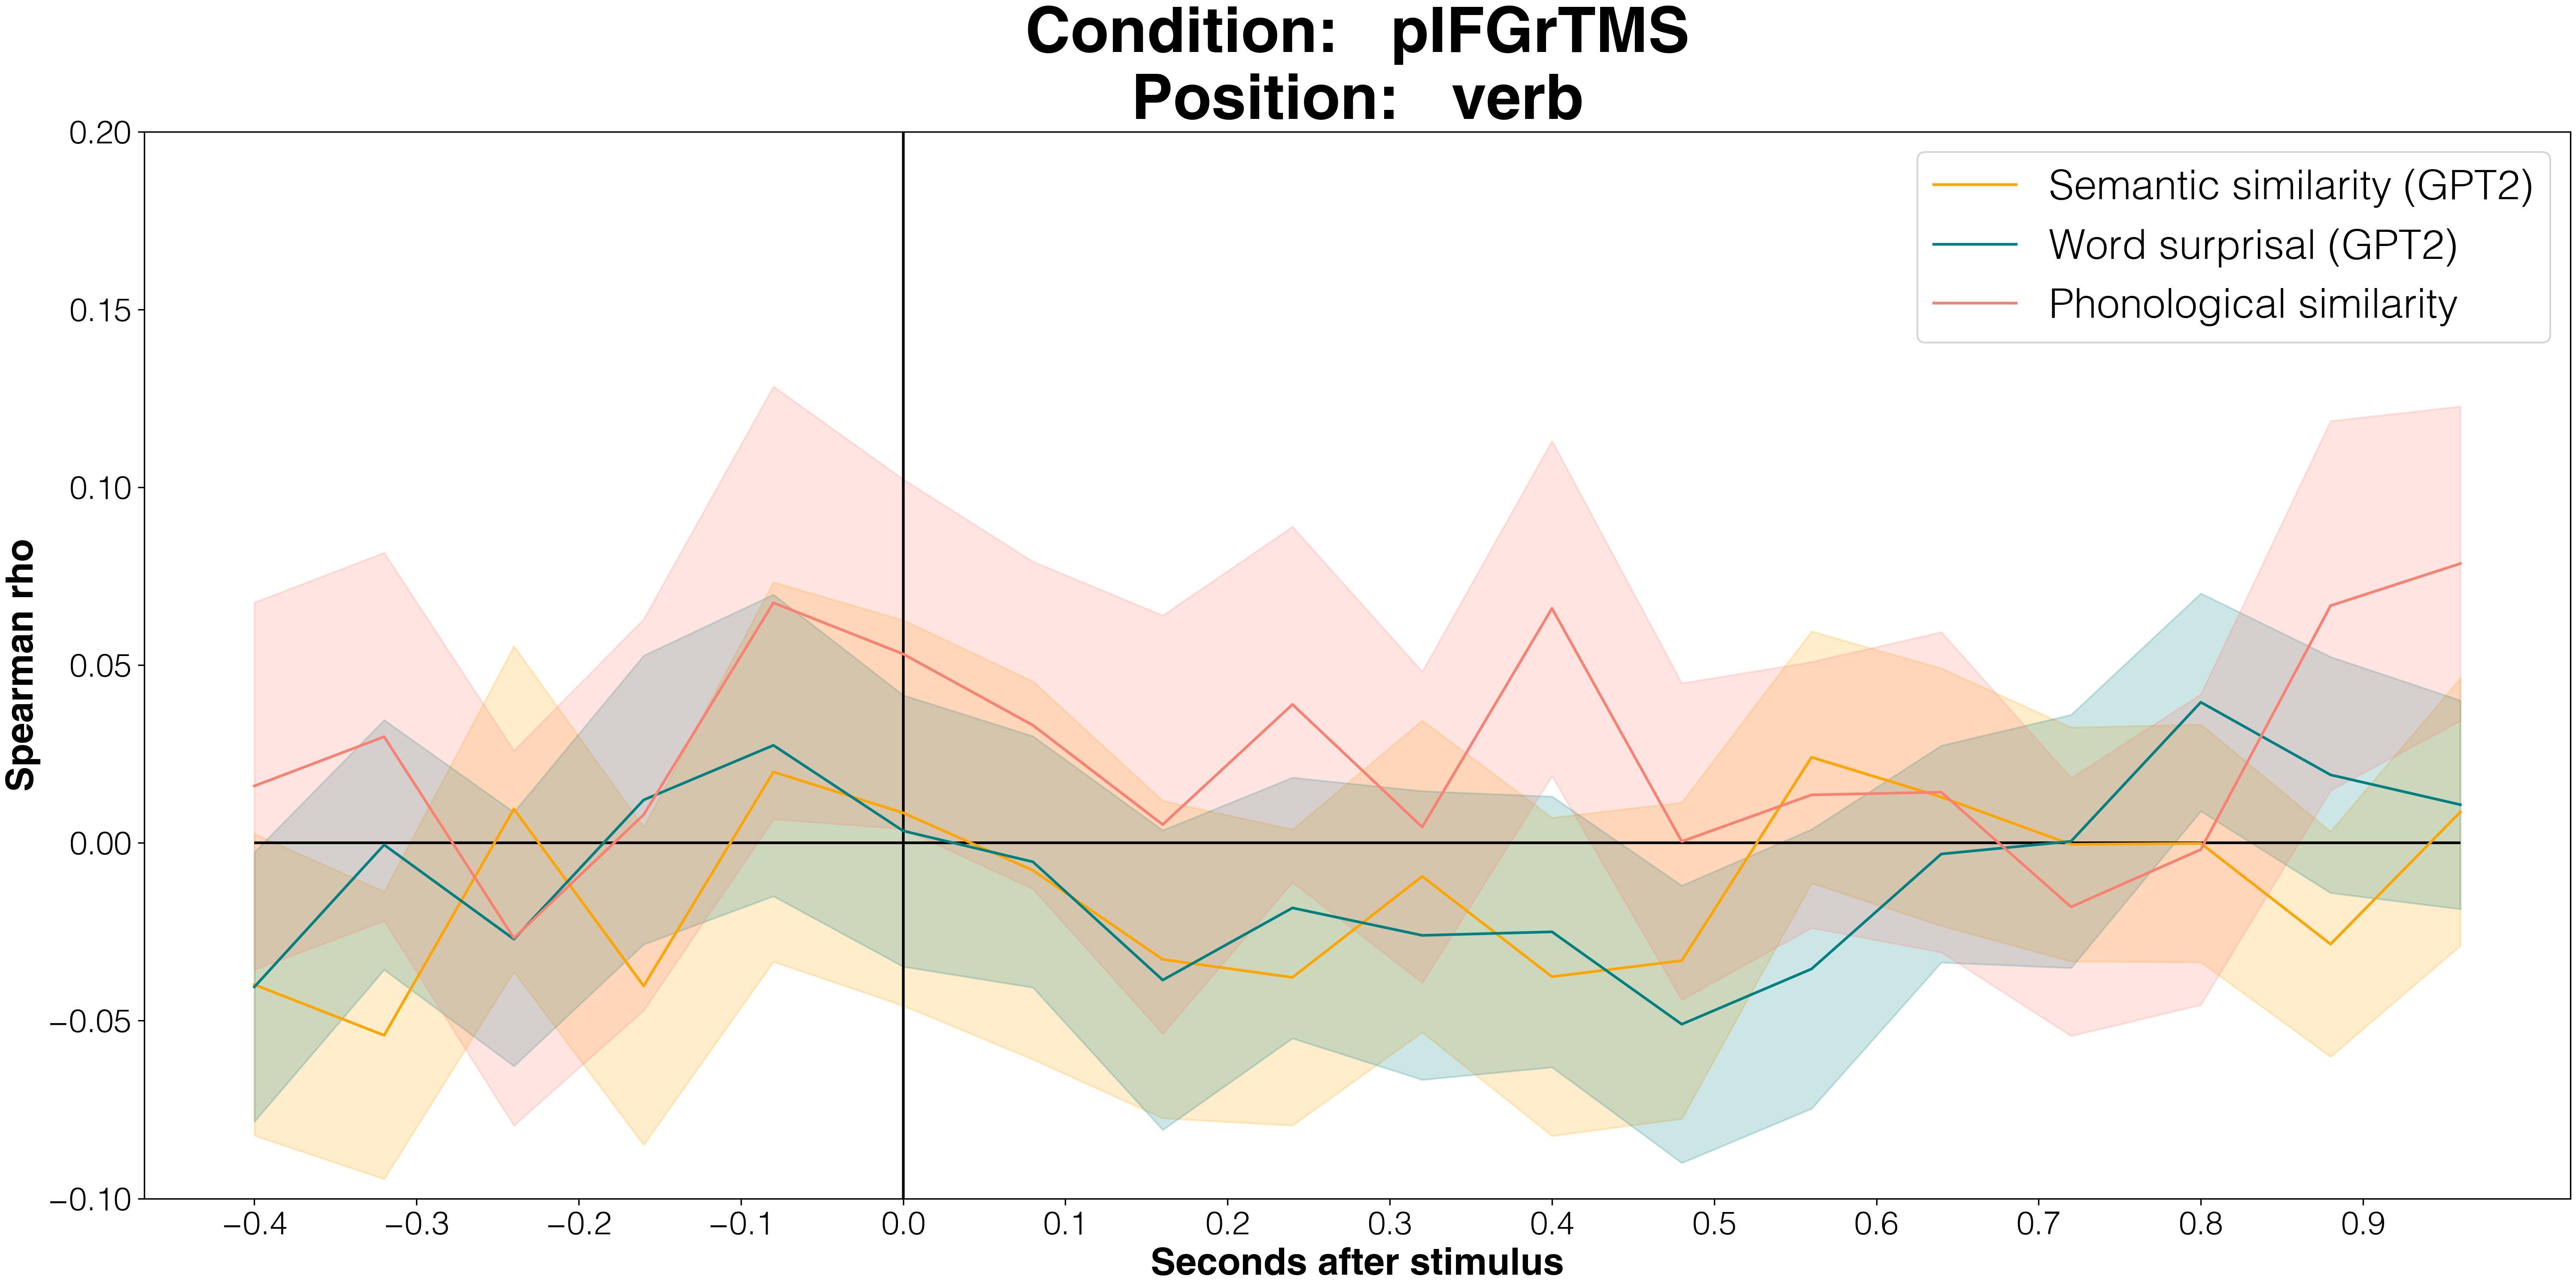 Condition:   pIFGrTMS
Position:   verb
0.20
0.15
0.10
0.05
0.00
−0.05
−0.10
Spearman rho
Semantic similarity (GPT2)
Word surprisal (GPT2)
Phonological similarity
−0.4 −0.3 −0.2 −0.1 0.0 0.1 0.2 0.3 0.4 0.5 0.6 0.7 0.8 0.9
Seconds after stimulus